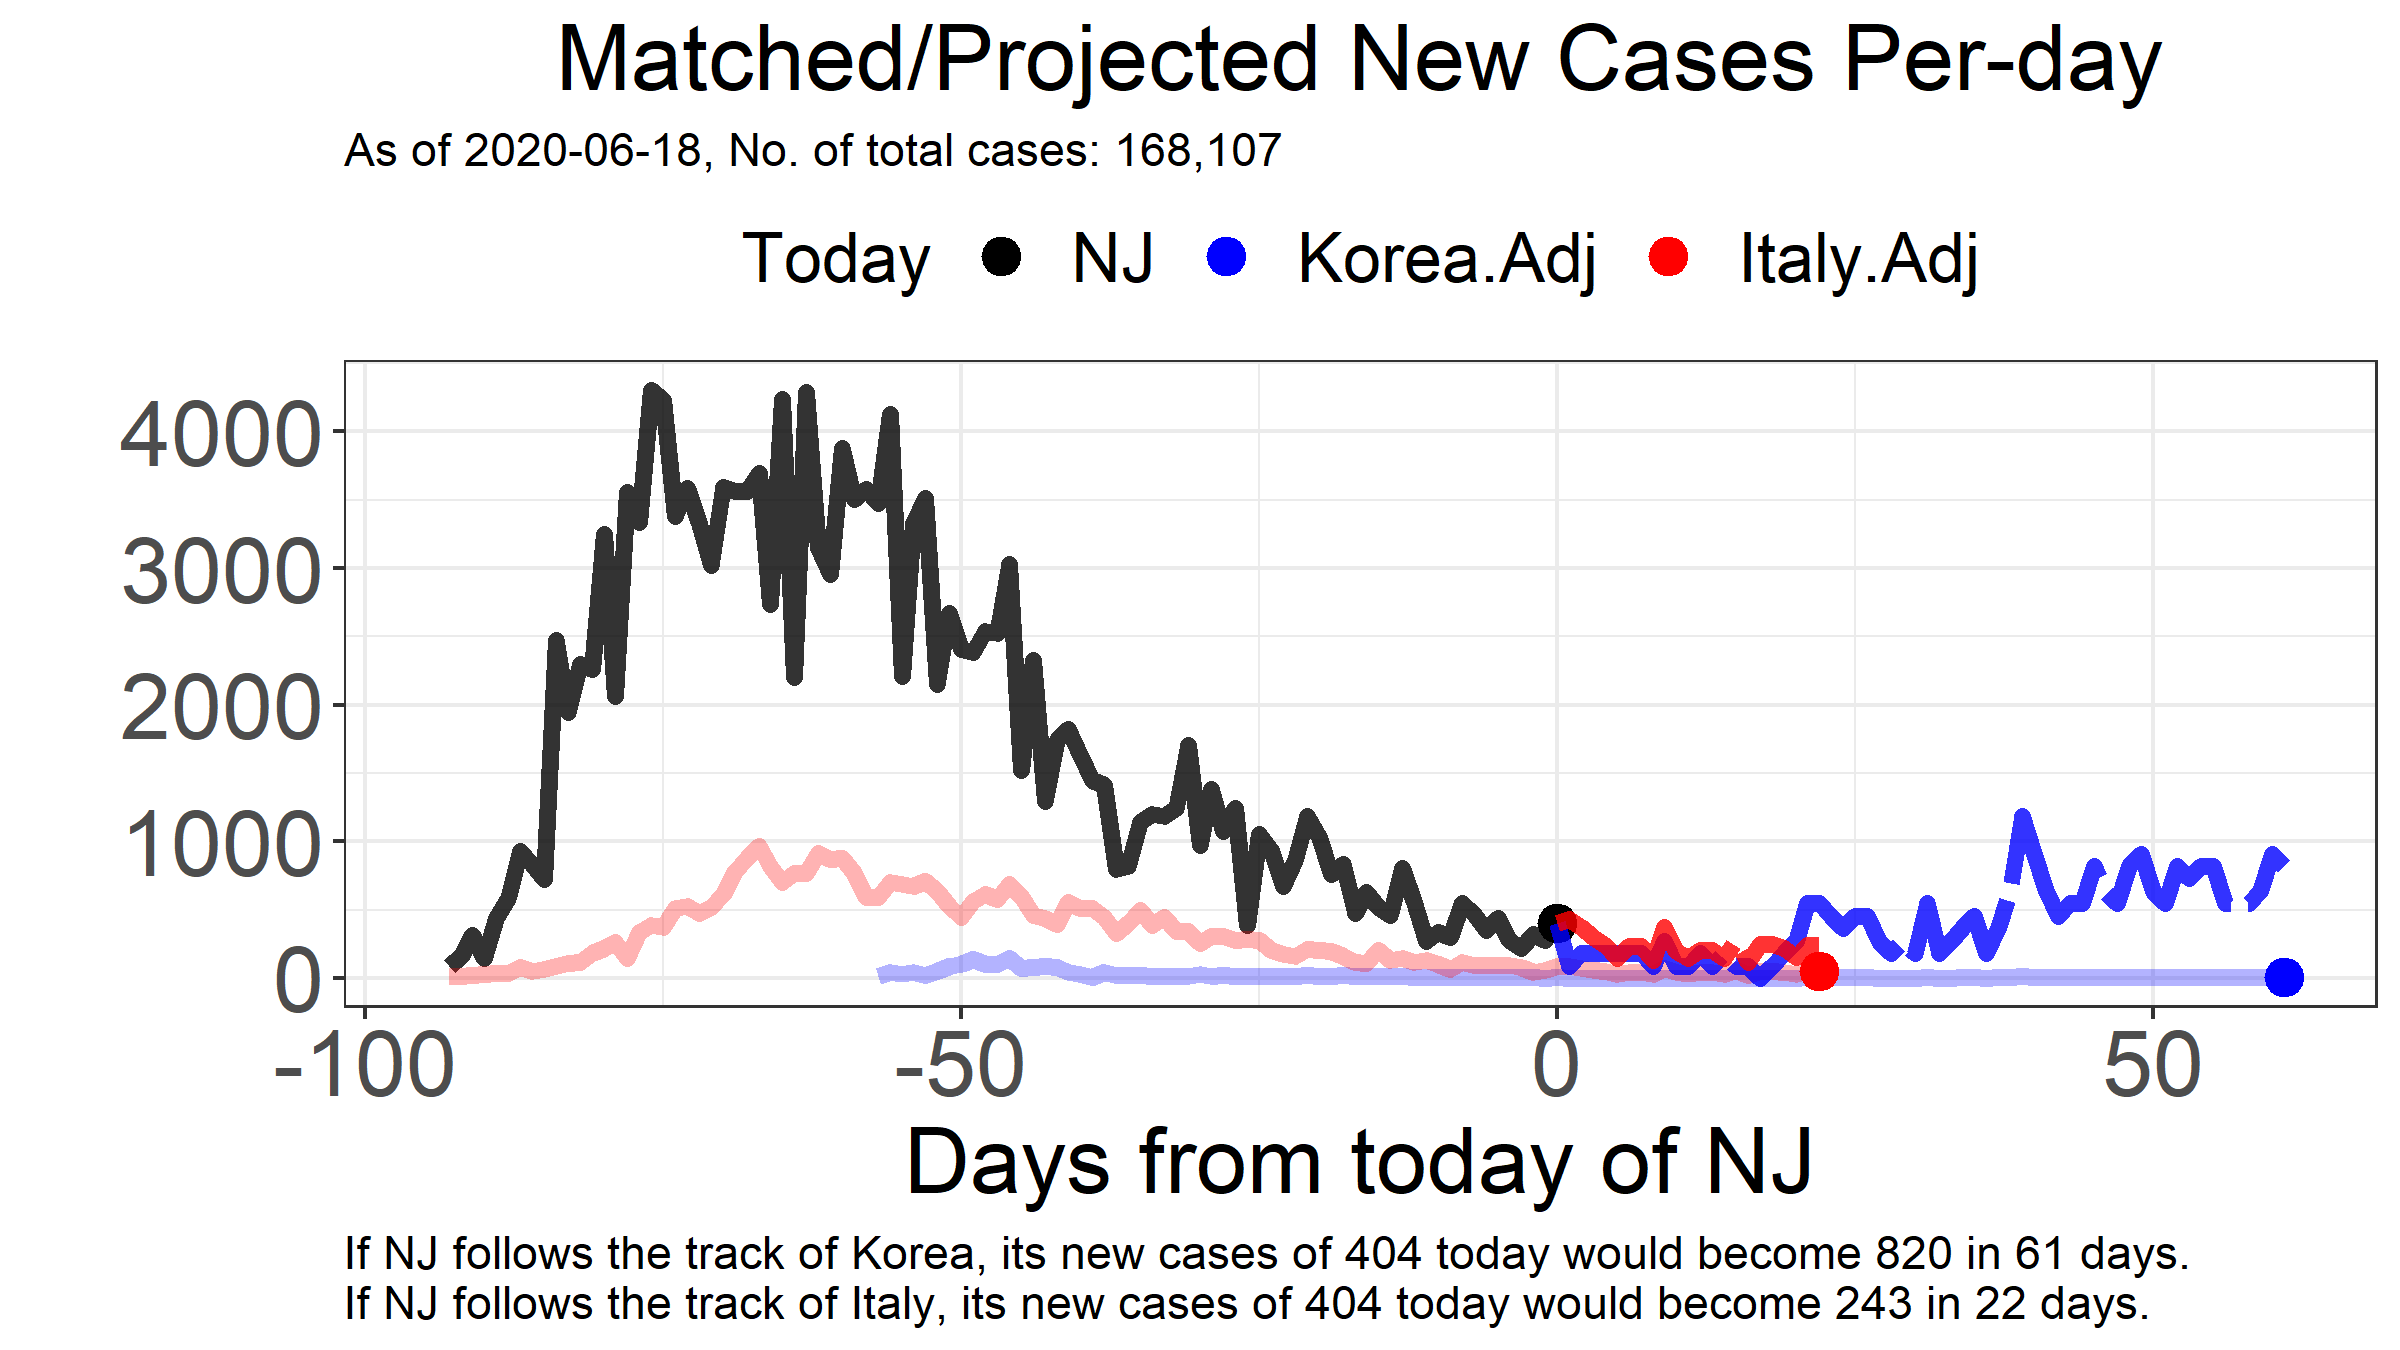 Matched/Projected New Cases Per-day
As of 2020-06-18, No. of total cases: 168,107
Today NJ Korea.Adj Italy.Adj
4000
3000
2000
1000
0
-100 -50 0 50
Days from today of NJ
If NJ follows the track of Korea, its new cases of 404 today would become 820 in 61 days.
If NJ follows the track of Italy, its new cases of 404 today would become 243 in 22 days.